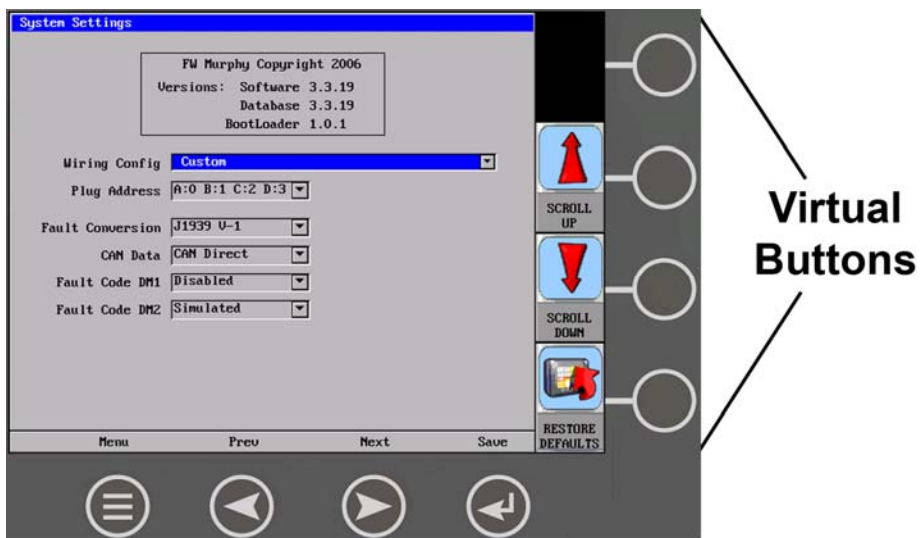 System Settings
FW Murphy Copyright 2006
Versions: Software 3.3.19
Database 3.3.19
BootLoader 1.0.1
Wiring Config Custom
Plug Address A:0 B:1 C:2 D:3
Fault Conversion J1939 V-1
CAN Data CAN Direct
Fault Code DM1 Disabled
Fault Code DM2 Simulated
SCROLL
UP
SCROLL
DOWN
RESTORE
DEFAULTS
Menu Prev Next Save
Virtual
Buttons